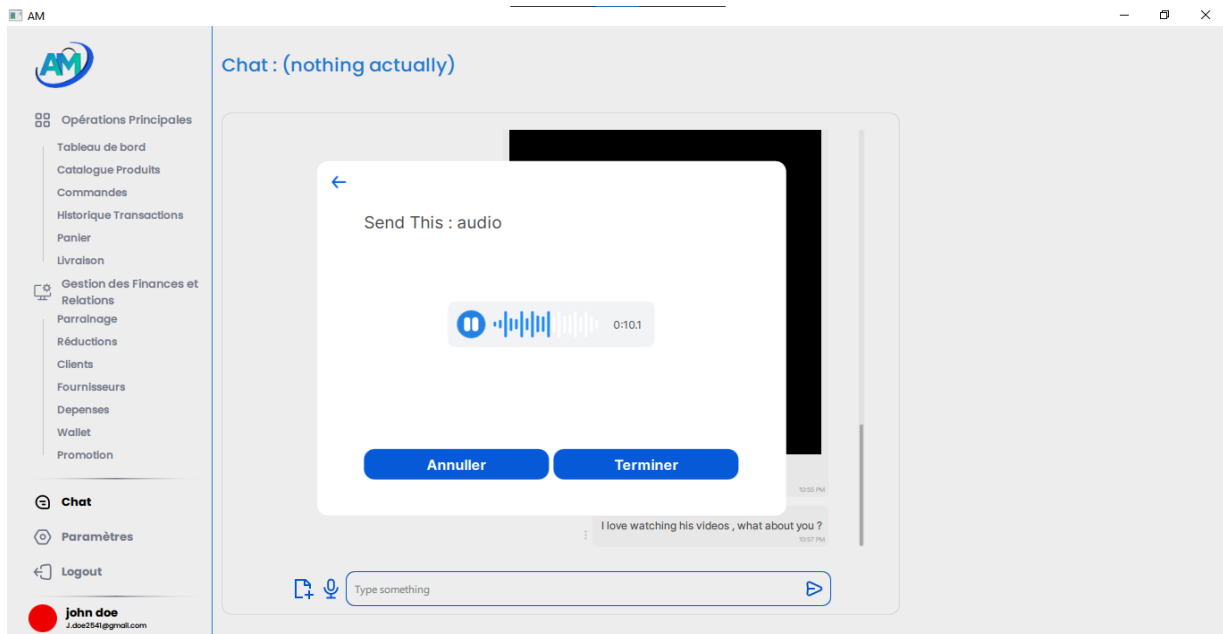 AM
AM
Chat : (nothing actually)
Opérations Principales
Tableau de bord
Catalogue Produits
Commandes
Historique Transactions
Panier
Livraison
Gestion des Finances et
Relations
Parrainage
Réductions
Clients
Fournisseurs
Depenses
Wallet
Promotion
Chat
Paramètres
Logout
john doe
J.doe2541@gmail.com
Send This : audio
0:10.1
Annuller
Terminer
10:55 PM
I love watching his videos , what about you ?
10:57 PM
Type something